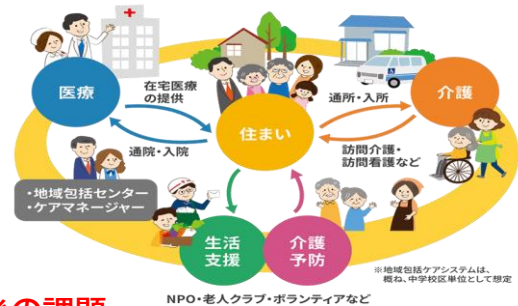 医療
在宅医療
の提供
通院・入院
住まい
通所・入所
訪問介護・
訪問看護など
介護
・地域包括センター
・ケアマネージャー
生活
支援
介護
予防
※地域包括ケアシステムは、
概ね、中学校区単位として想定
NPO・老人クラブ・ボランティアなど
の課題